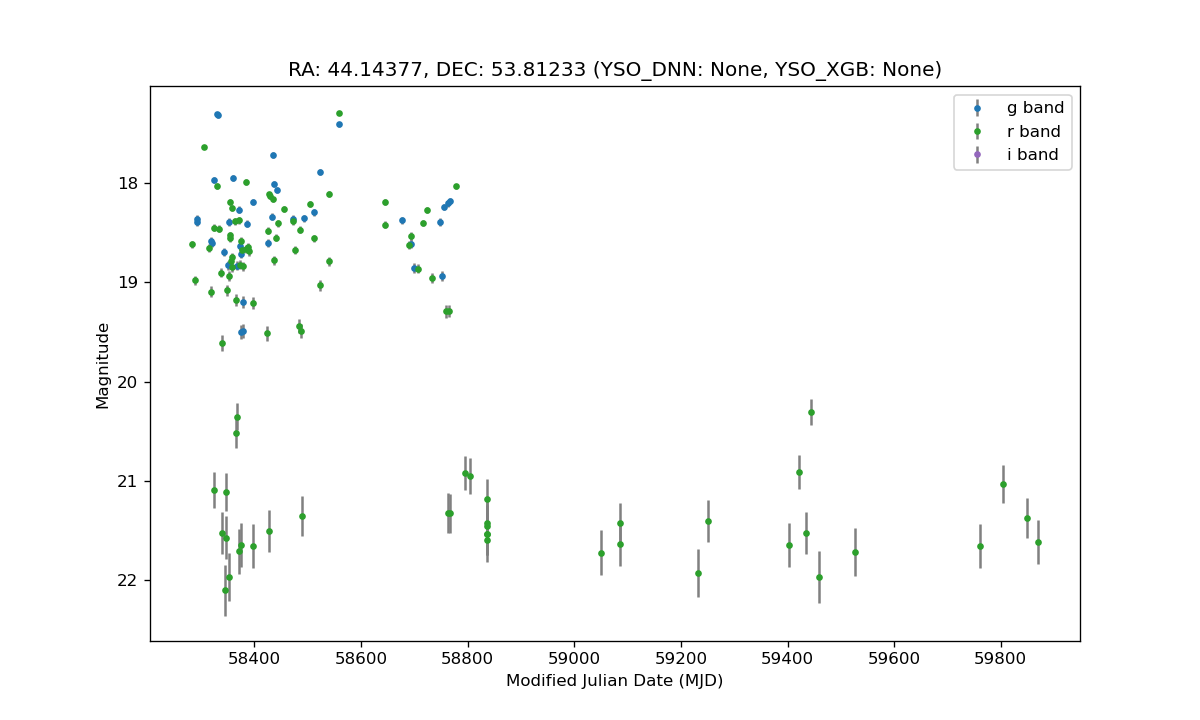 RA: 44.14377, DEC: 53.81233 (YSO_DNN: None, YSO_XGB: None)
g band
r band
i band
18
19
20
21
22
Magnitude
58400
58600
58800
59000
59200
59400
59600
59800
Modified Julian Date (MJD)